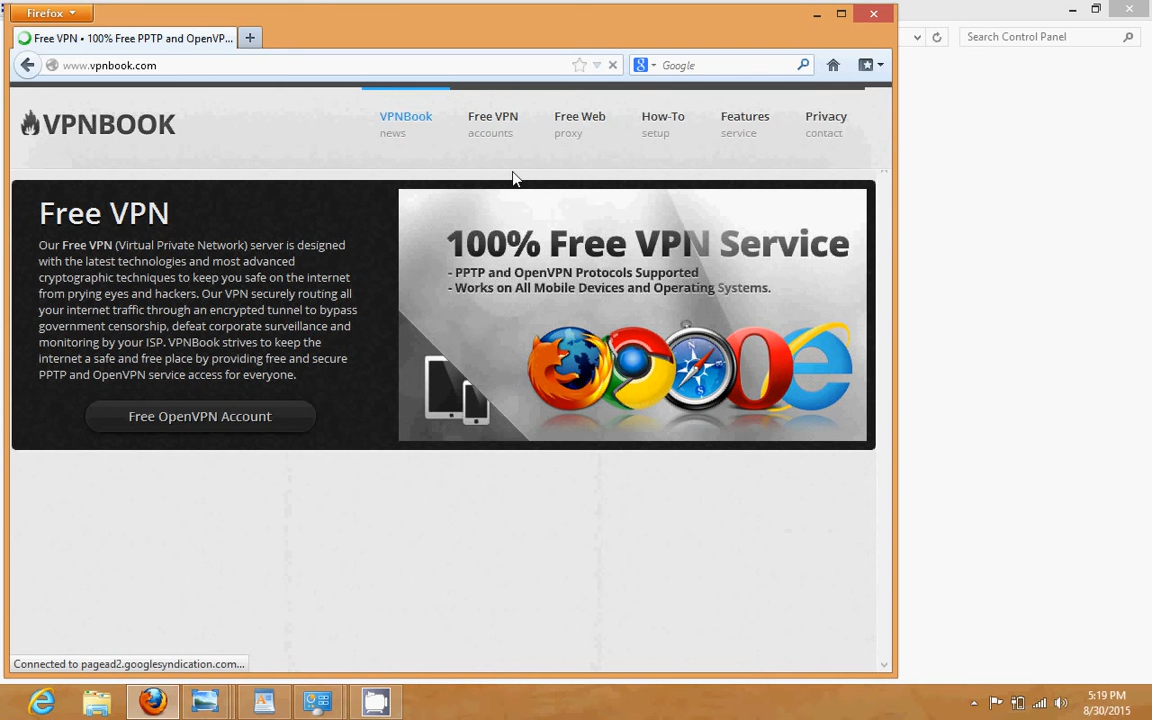 Firefox
Free VPN • 100% Free PPTP and OpenVP...
www.vpnbook.com
Google
Search Control Panel
VPNBOOK
VPNBook
news
Free VPN
accounts
Free Web
proxy
How-To
setup
Features
service
Privacy
contact
Free VPN
Our Free VPN (Virtual Private Network) server is designed
with the latest technologies and most advanced
cryptographic techniques to keep you safe on the internet
from prying eyes and hackers. Our VPN securely routing all
your internet traffic through an encrypted tunnel to bypass
government censorship, defeat corporate surveillance and
monitoring by your ISP. VPNBook strives to keep the
internet a safe and free place by providing free and secure
PPTP and OpenVPN service access for everyone.
Free OpenVPN Account
100% Free VPN Service
- PPTP and OpenVPN Protocols Supported
- Works on All Mobile Devices and Operating Systems.
Connected to pagead2.googlesyndication.com...
5:19 PM
8/30/2015